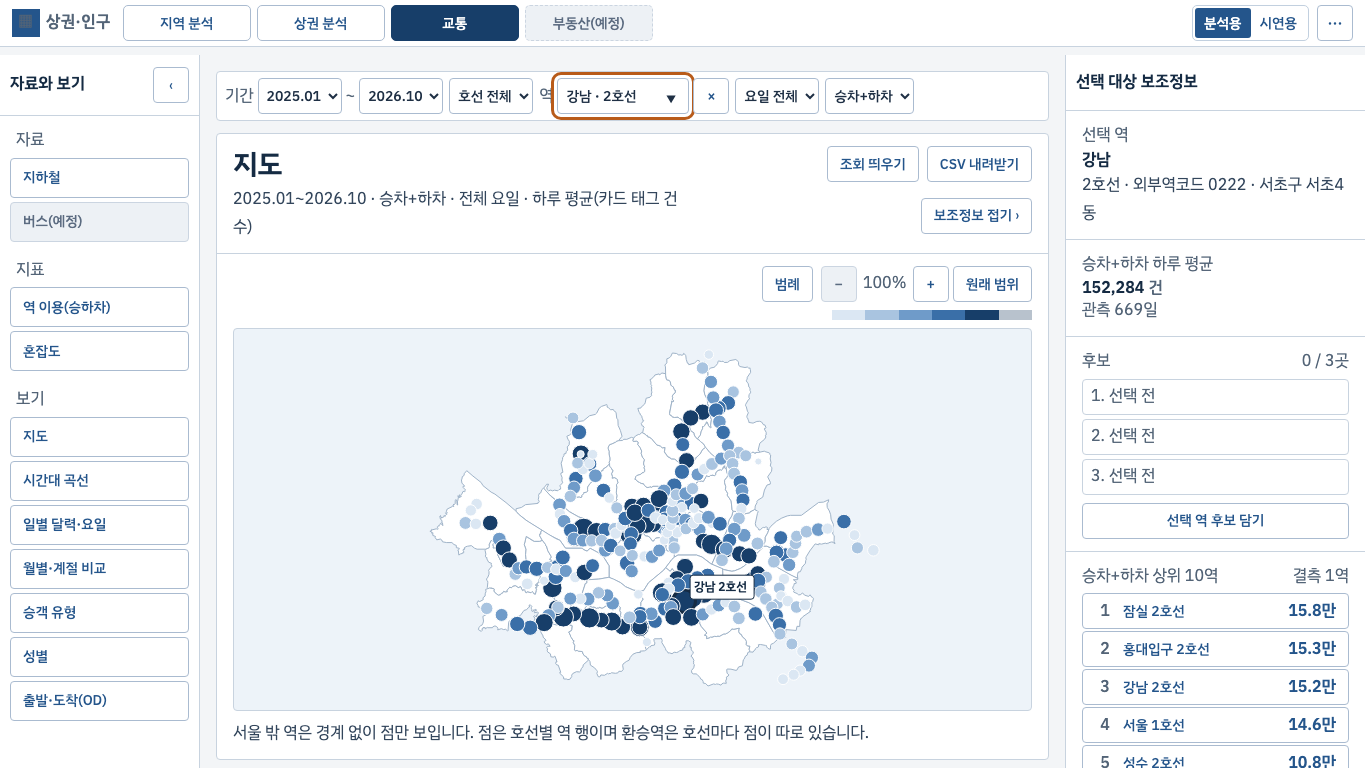 상권·인구
지역 분석
상권 분석
교통
부동산(예정)
분석용
시연용
···
자료와 보기
‹
자료
지하철
버스(예정)
지표
역 이용(승하차)
혼잡도
보기
지도
시간대 곡선
일별 달력·요일
월별·계절 비교
승객 유형
성별
출발·도착(OD)
기간 2025.01 ~ 2026.10 호선 전체 역 강남 · 2호선 ▼ × 요일 전체 승차+하차
지도
조회 띄우기
CSV 내려받기
2025.01~2026.10 · 승차+하차 · 전체 요일 · 하루 평균(카드 태그 건
수)
보조정보 접기 ›
범례
−
100%
+
원래 범위
강남 2호선
서울 밖 역은 경계 없이 점만 보입니다. 점은 호선별 역 행이며 환승역은 호선마다 점이 따로 있습니다.
선택 대상 보조정보
선택 역
강남
2호선 · 외부역코드 0222 · 서초구 서초4
동
승차+하차 하루 평균
152,284 건
관측 669일
후보 0 / 3곳
1. 선택 전
2. 선택 전
3. 선택 전
선택 역 후보 담기
승차+하차 상위 10역 결측 1역
1 잠실 2호선 15.8만
2 홍대입구 2호선 15.3만
3 강남 2호선 15.2만
4 서울 1호선 14.6만
5 성수 2호선 10.8만